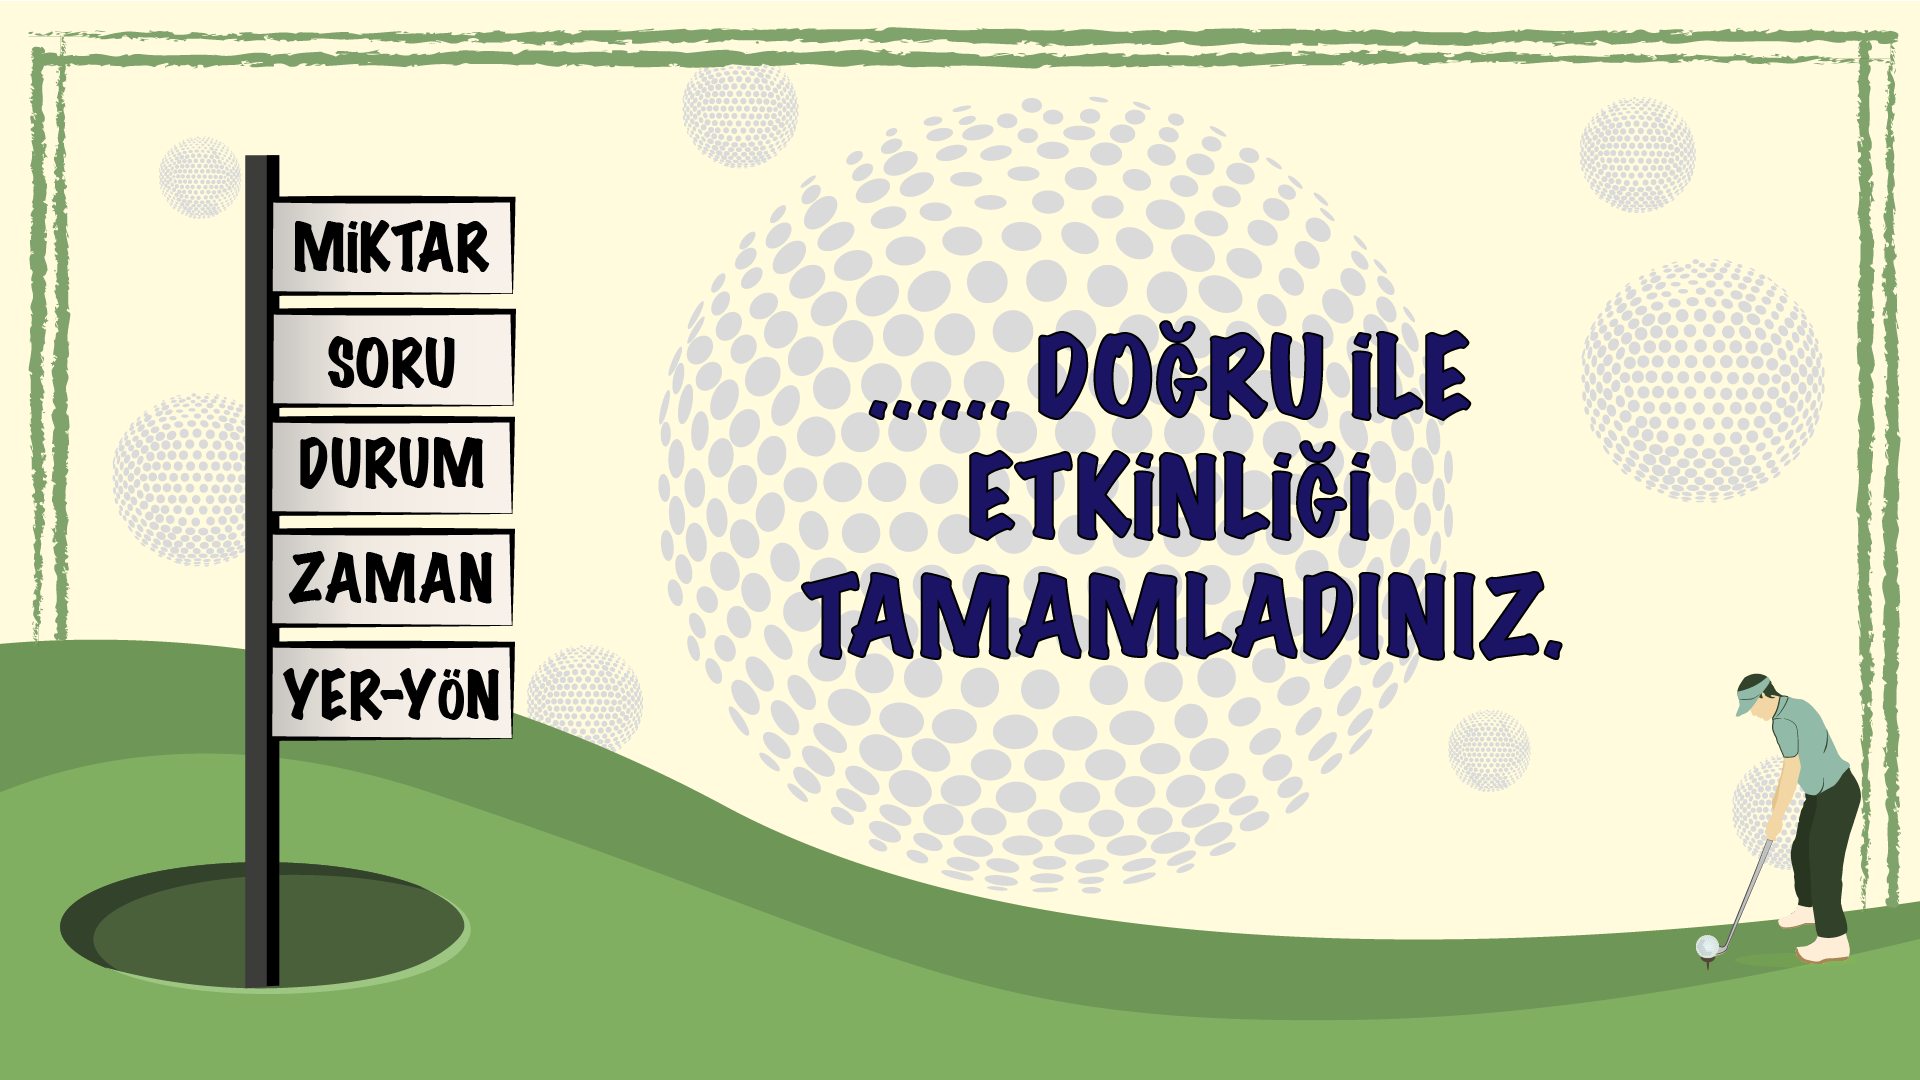 MİKTAR
SORU
DURUM
ZAMAN
YER-YÖN
...... DOĞRU İLE
ETKİNLİĞİ
TAMAMLADINIZ.